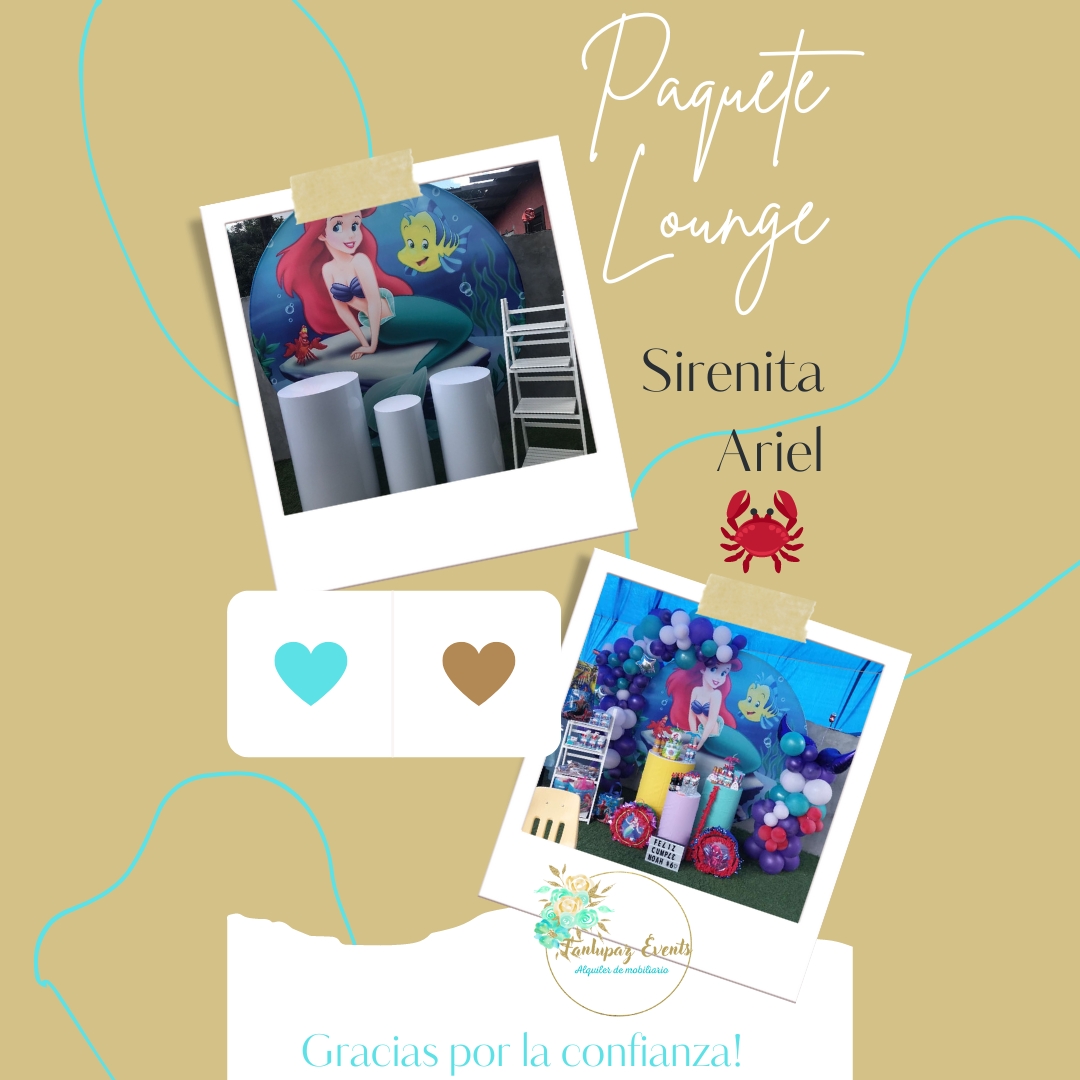 Paquete
Lounge
Sirenita
Ariel
FELIZ
CUMPLE
NOAH
Fanlupaz Events
Alquiler de mobiliario
Gracias por la confianza!